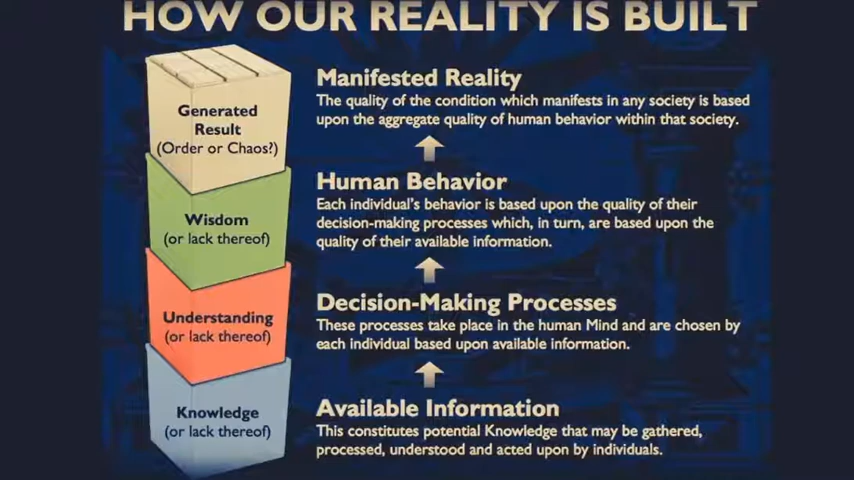 HOW OUR REALITY IS BUILT
Generated
Result
(Order or Chaos?)
Manifested Reality
The quality of the condition which manifests in any society is based
upon the aggregate quality of human behavior within that society.
Wisdom
(or lack thereof)
Human Behavior
Each individual's behavior is based upon the quality of their
decision-making processes which, in turn, are based upon the
quality of their available information.
Understanding
(or lack thereof)
Decision-Making Processes
These processes take place in the human Mind and are chosen by
each individual based upon available information.
Knowledge
(or lack thereof)
Available Information
This constitutes potential Knowledge that may be gathered,
processed, understood and acted upon by individuals.